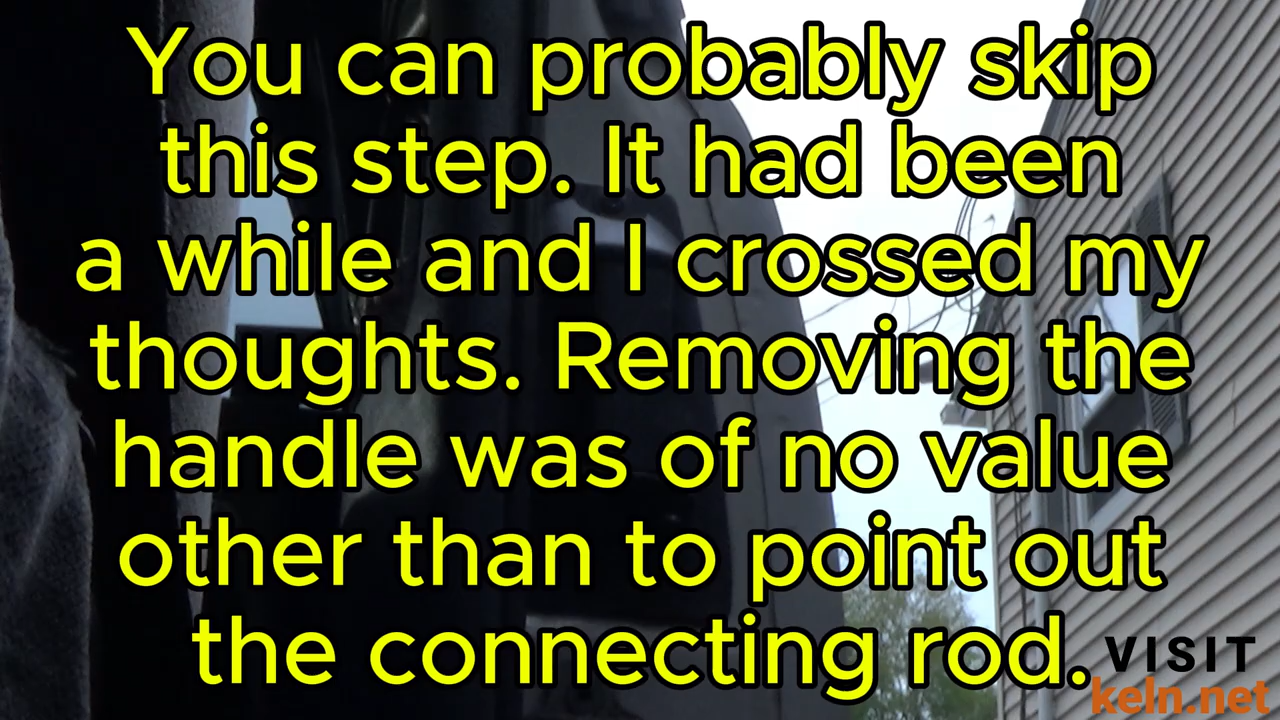 You can probably skip
this step. It had been
a while and I crossed my
thoughts. Removing the
handle was of no value
other than to point out
the connecting rod.
VISIT
keln.net